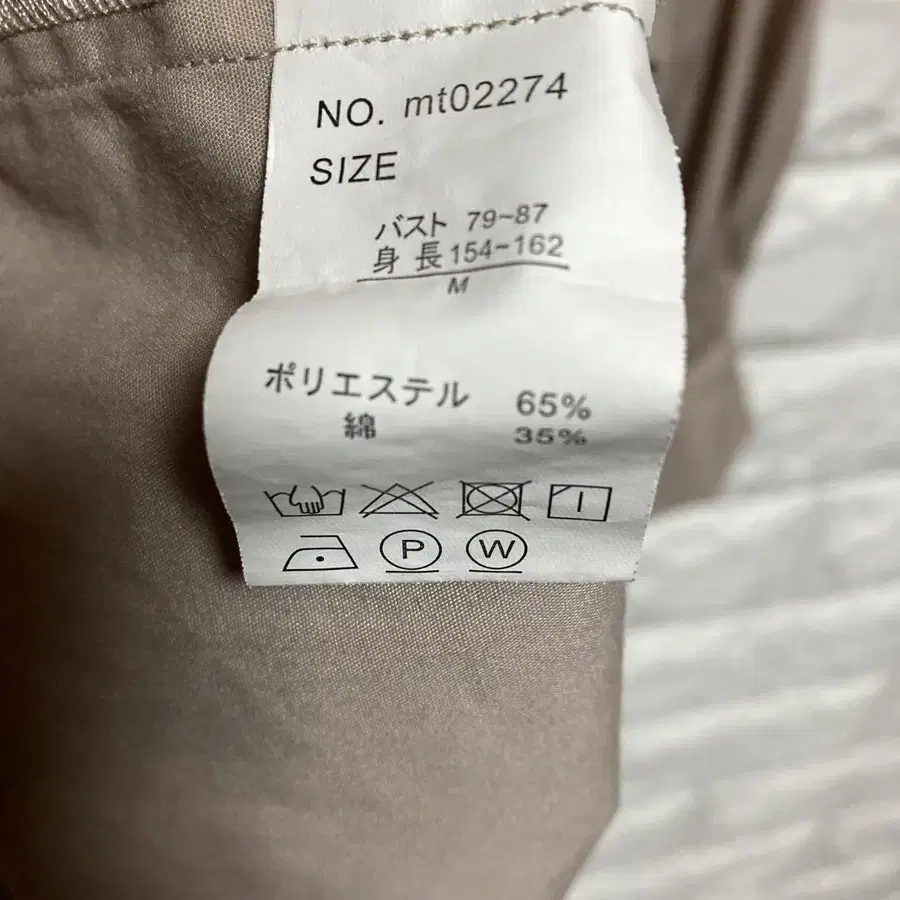 NO. mt02274
SIZE
バスト 79-87
身 長 154-162
M
ポリエステル 65%
綿 35%
P W